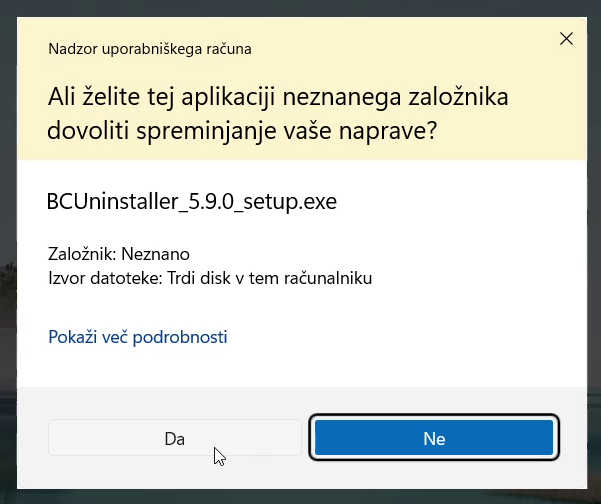 Nadzor uporabniškega računa
Ali želite tej aplikaciji neznanega založnika
dovoliti spreminjanje vaše naprave?
BCUninstaller_5.9.0_setup.exe
Založnik: Neznano
Izvor datoteke: Trdi disk v tem računalniku
Pokaži več podrobnosti
Da
Ne